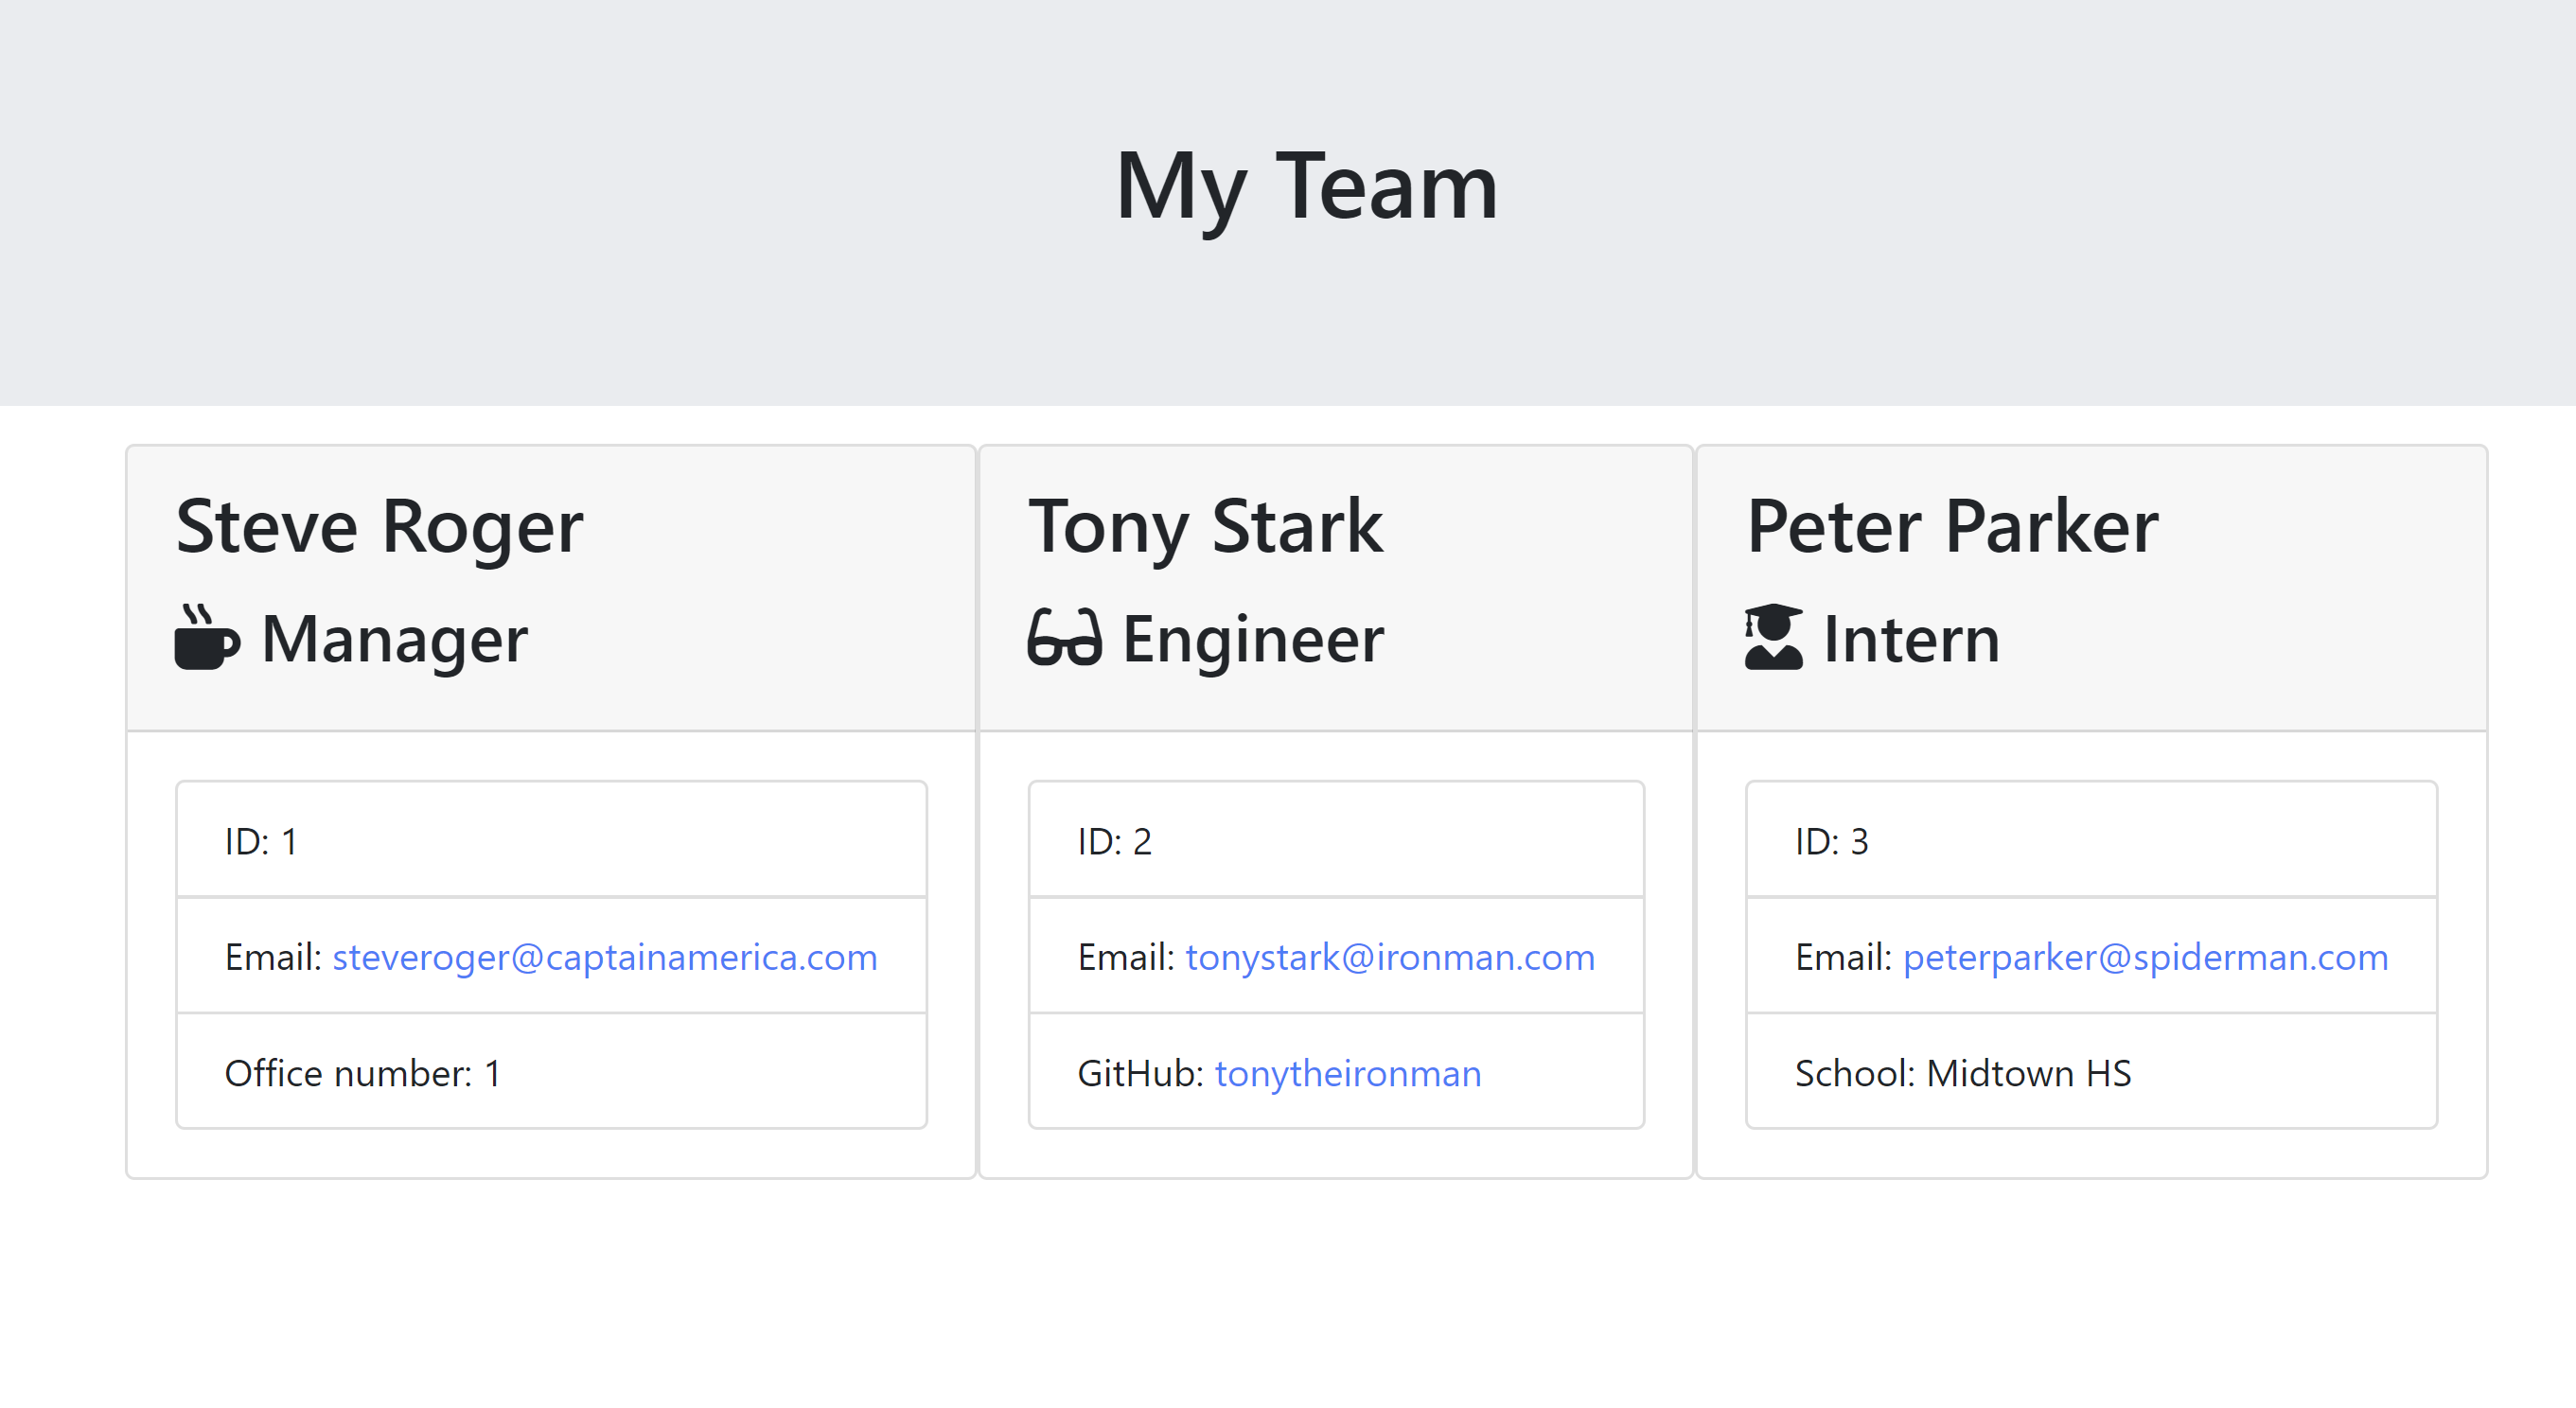 My Team
Steve Roger
Manager
ID: 1
Email: steveroger@captainamerica.com
Office number: 1
Tony Stark
Engineer
ID: 2
Email: tonystark@ironman.com
GitHub: tonytheironman
Peter Parker
Intern
ID: 3
Email: peterparker@spiderman.com
School: Midtown HS